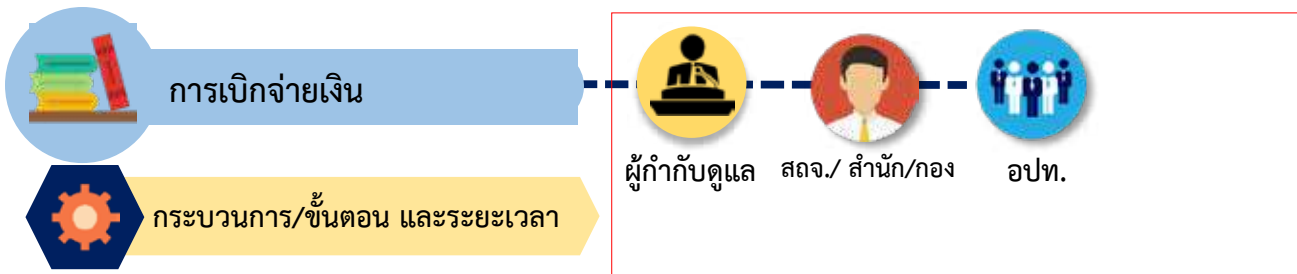 การเบิกจ่ายเงิน
ผู้กำกับดูแล
สถจ./ สำนัก/กอง
อปท.
กระบวนการ/ขั้นตอน และระยะเวลา